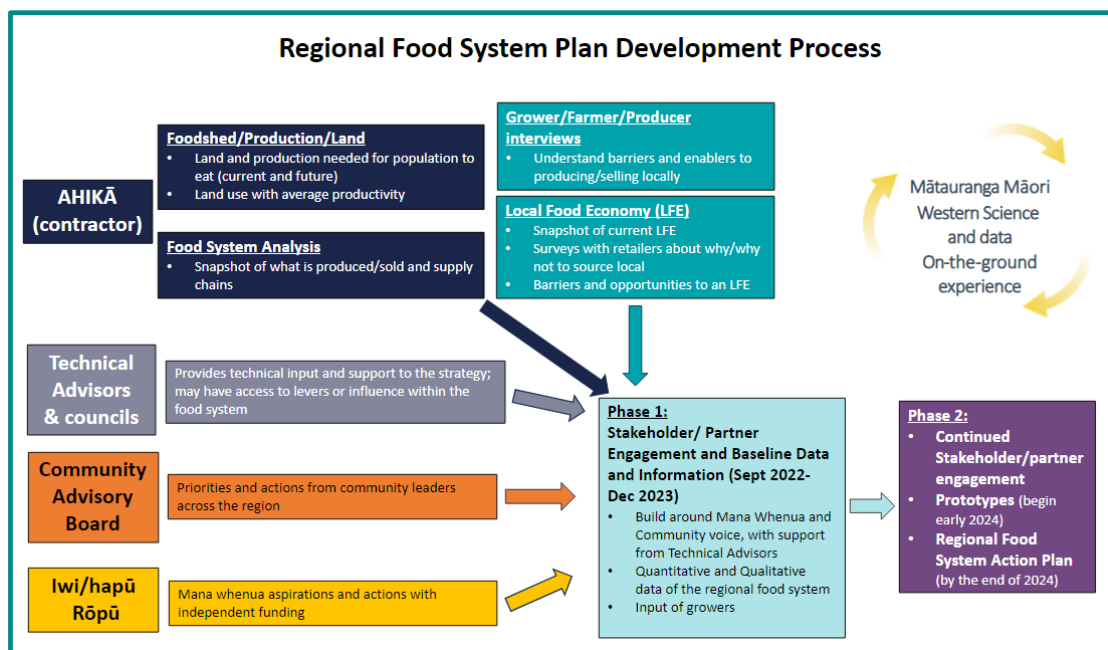 Regional Food System Plan Development Process
AHIKĀ
(contractor)
Foodshed/Production/Land
• Land and production needed for population to
eat (current and future)
• Land use with average productivity
Food System Analysis
• Snapshot of what is produced/sold and supply
chains
Grower/Farmer/Producer
interviews
• Understand barriers and enablers to
producing/selling locally
Local Food Economy (LFE)
• Snapshot of current LFE
• Surveys with retailers about why/why
not to source local
• Barriers and opportunities to an LFE
Mātauranga Māori
Western Science
and data
On-the-ground
experience
Technical
Advisors
& councils
Provides technical input and support to the strategy;
may have access to levers or influence within the
food system
Community
Advisory
Board
Priorities and actions from community leaders
across the region
Iwi/hapū
Rōpū
Mana whenua aspirations and actions with
independent funding
Phase 1:
Stakeholder/ Partner
Engagement and Baseline Data
and Information (Sept 2022-
Dec 2023)
• Build around Mana Whenua and
Community voice, with support
from Technical Advisors
• Quantitative and Qualitative
data of the regional food system
• Input of growers
Phase 2:
• Continued
Stakeholder/partner
engagement
• Prototypes (begin
early 2024)
• Regional Food
System Action Plan
(by the end of 2024)